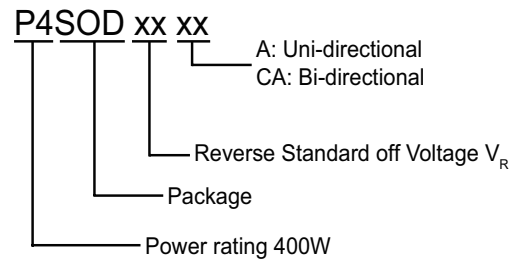 P4SOD xx xx
A: Uni-directional
CA: Bi-directional
Reverse Standard off Voltage VR
Package
Power rating 400W